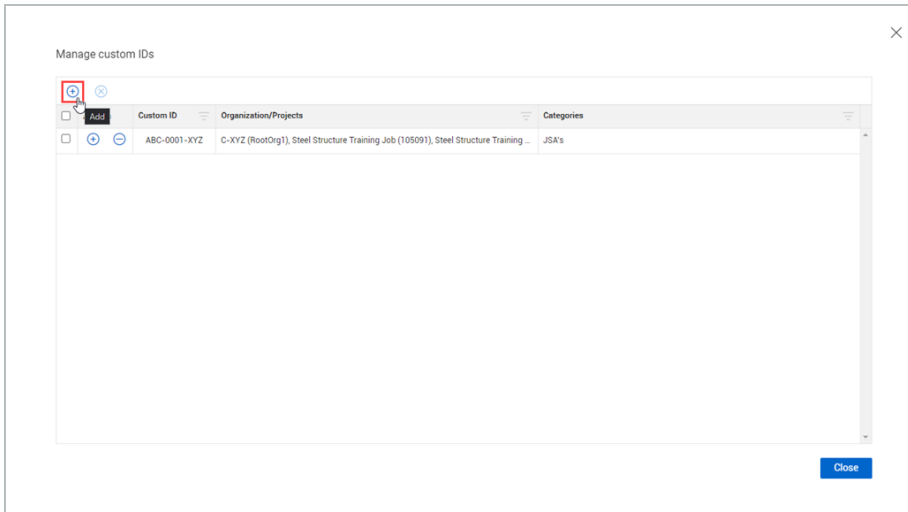 Manage custom IDs
Add
Custom ID Organization/Projects Categories
ABC-0001-XYZ C-XYZ (RootOrg1), Steel Structure Training Job (105091), Steel Structure Training ... JSA's
Close